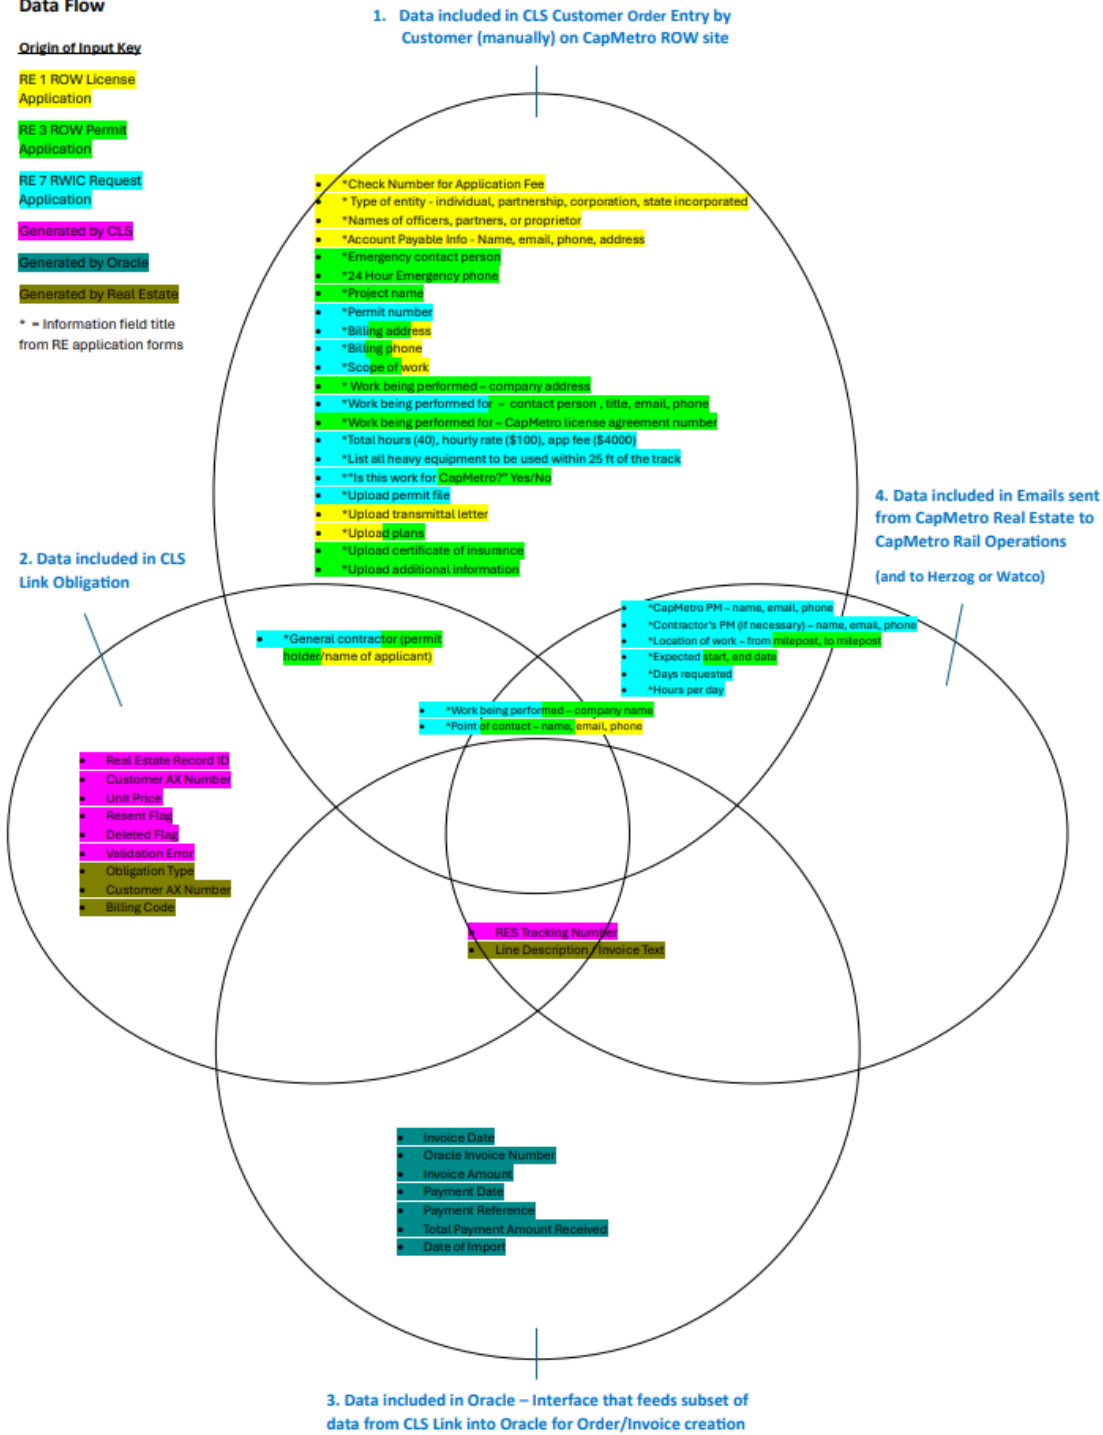 Data Flow
Origin of Input Key
RE 1 ROW License
Application
RE 3 ROW Permit
Application
RE 7 RWIC Request
Application
Generated by CLS
Generated by Oracle
Generated by Real Estate
* = Information field title
from RE application forms
1. Data included in CLS Customer Order Entry by
Customer (manually) on CapMetro ROW site
• *Check Number for Application Fee
• * Type of entity - individual, partnership, corporation, state incorporated
• *Names of officers, partners, or proprietor
• *Account Payable Info - Name, email, phone, address
• *Emergency contact person
• *24 Hour Emergency phone
• *Project name
• *Permit number
• *Billing address
• *Billing phone
• *Scope of work
• * Work being performed – company address
• *Work being performed for – contact person , title, email, phone
• *Work being performed for – CapMetro license agreement number
• *Total hours (40), hourly rate ($100), app fee ($4000)
• *List all heavy equipment to be used within 25 ft of the track
• *"Is this work for CapMetro?" Yes/No
• *Upload permit file
• *Upload transmittal letter
• *Upload plans
• *Upload certificate of insurance
• *Upload additional information
2. Data included in CLS
Link Obligation
4. Data included in Emails sent
from CapMetro Real Estate to
CapMetro Rail Operations
(and to Herzog or Watco)
• *General contractor (permit
holder/name of applicant)
• *CapMetro PM – name, email, phone
• *Contractor's PM (if necessary) – name, email, phone
• *Location of work – from milepost, to milepost
• *Expected start, end date
• *Days requested
• *Hours per day
• *Work being performed – company name
• *Point of contact – name, email, phone
• Real Estate Record ID
• Customer AX Number
• Unit Price
• Resent Flag
• Deleted Flag
• Validation Error
• Obligation Type
• Customer AX Number
• Billing Code
• RES Tracking Number
• Line Description / Invoice Text
• Invoice Date
• Oracle Invoice Number
• Invoice Amount
• Payment Date
• Payment Reference
• Total Payment Amount Received
• Date of Import
3. Data included in Oracle – Interface that feeds subset of
data from CLS Link into Oracle for Order/Invoice creation